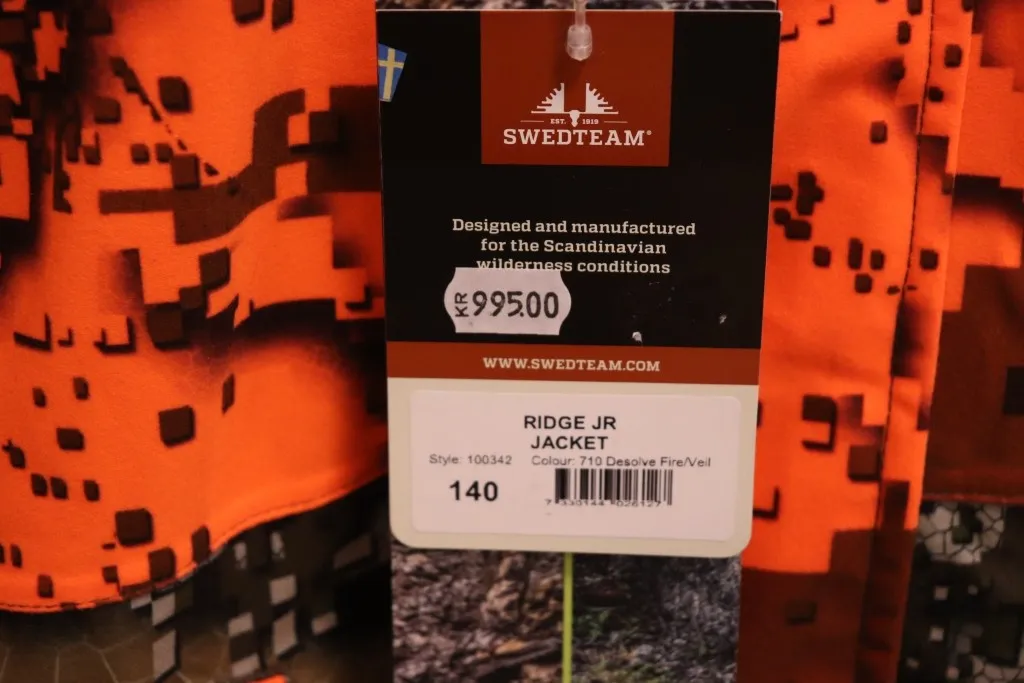 EST. 1919
SWEDTEAM®
Designed and manufactured
for the Scandinavian
wilderness conditions
KR 995.00
WWW.SWEDTEAM.COM
RIDGE JR
JACKET
Style: 100342 Colour: 710 Desolve Fire/Veil
140